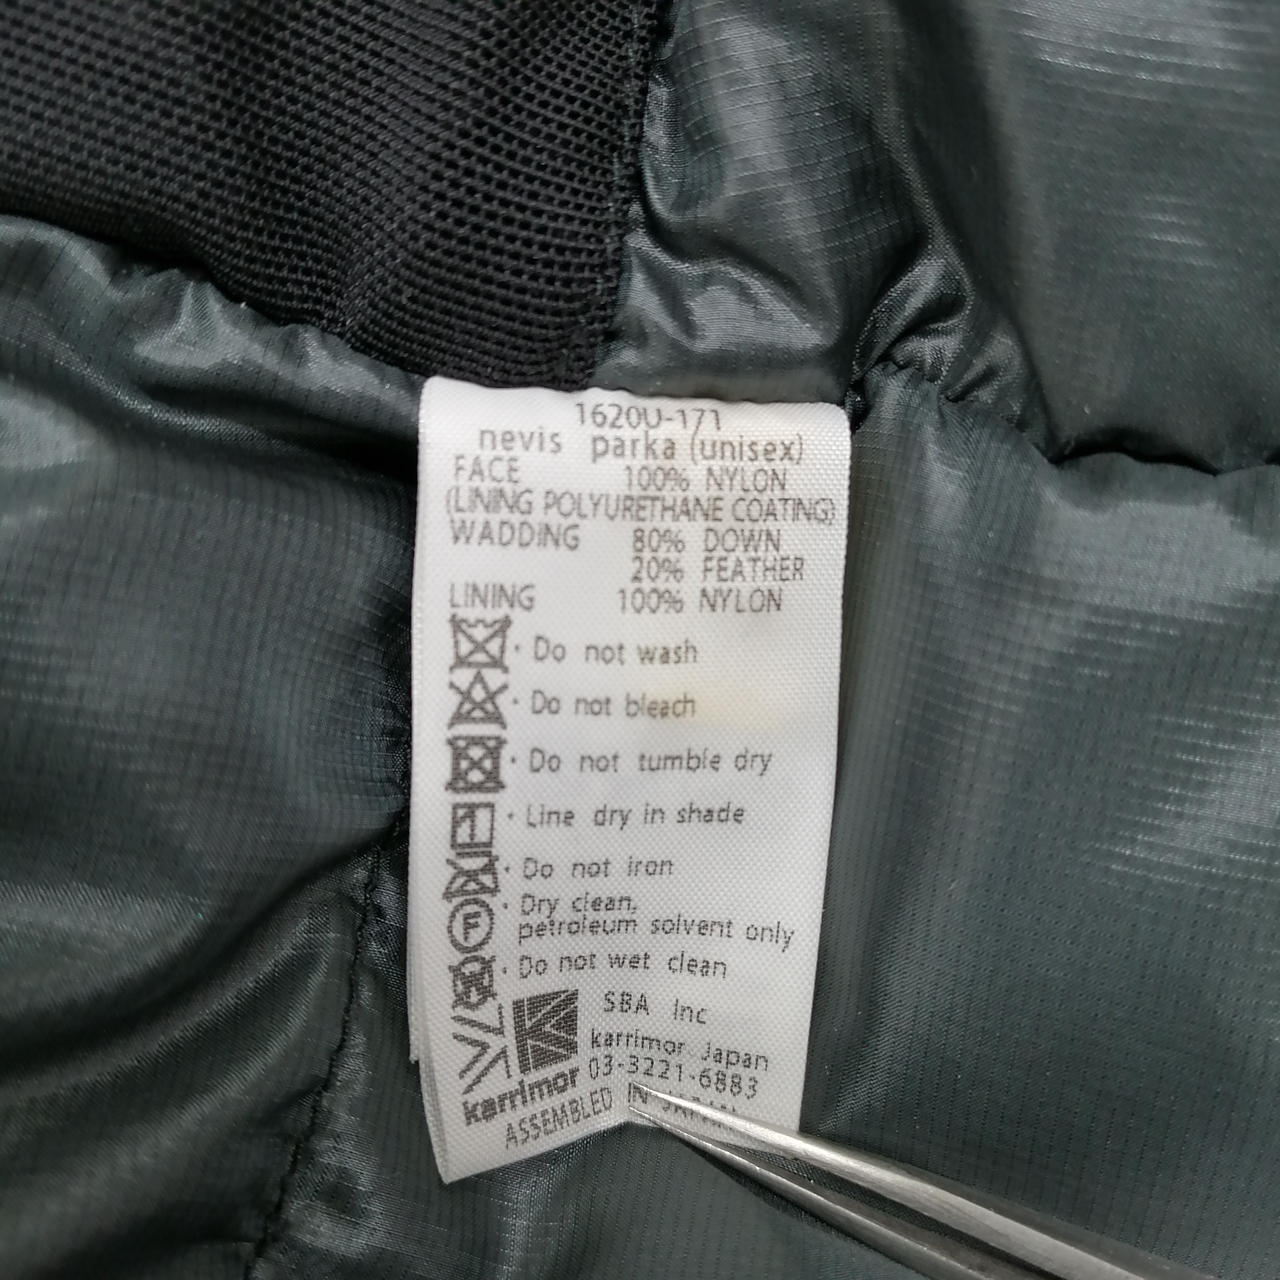 1620U-171
nevis parka (unisex)
FACE 100% NYLON
(LINING POLYURETHANE COATING)
WADDING 80% DOWN
20% FEATHER
LINING 100% NYLON
· Do not wash
· Do not bleach
· Do not tumble dry
· Line dry in shade
· Do not iron
· Dry clean,
petroleum solvent only
F
· Do not wet clean
SBA Inc
karrimor Japan
03-3221-6883
karrimor
ASSEMBLED IN JAPAN